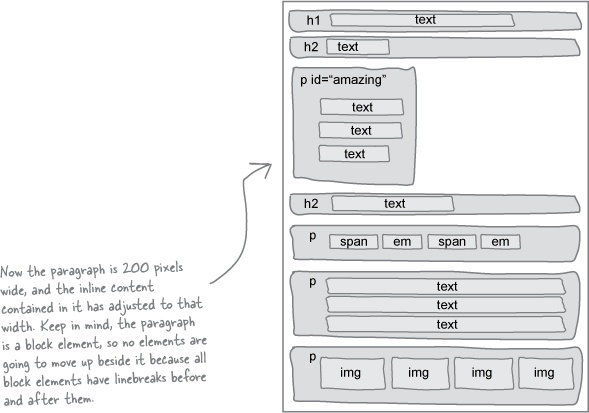 h1 text
h2 text
p id=“amazing”
text
text
text
h2 text
p span em span em
p text
text
text
p img img img img
Now the paragraph is 200 pixels
wide, and the inline content
contained in it has adjusted to that
width. Keep in mind, the paragraph
is a block element, so no elements are
going to move up beside it because all
block elements have linebreaks before
and after them.